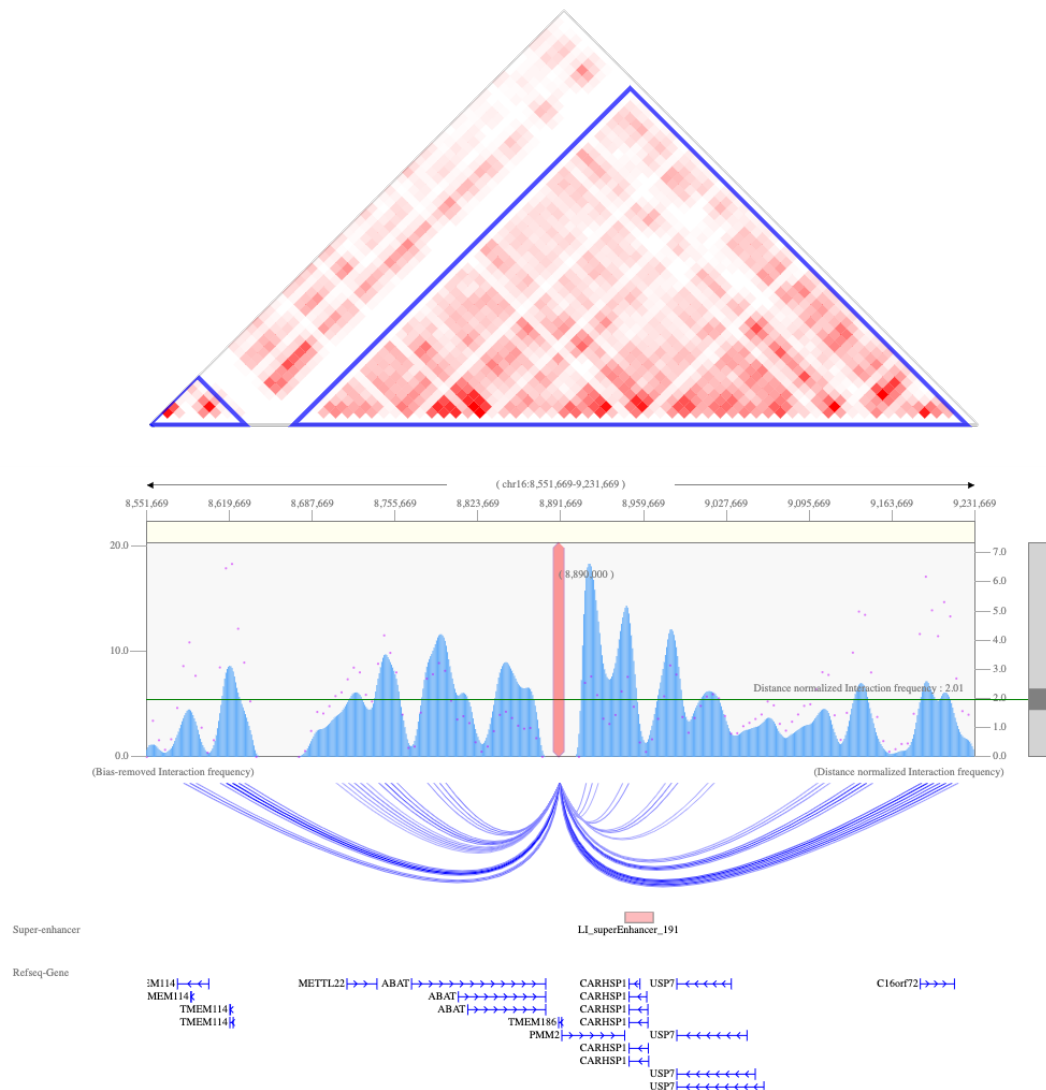 ( chr16:8,551,669-9,231,669 )
8,551,669 8,619,669 8,687,669 8,755,669 8,823,669 8,891,669 8,959,669 9,027,669 9,095,669 9,163,669 9,231,669
20.0
7.0
( 8,890,000 )
6.0
5.0
10.0
4.0
3.0
Distance normalized Interaction frequency : 2.01
2.0
1.0
0.0 0.0
(Bias-removed Interaction frequency) (Distance normalized Interaction frequency)
Super-enhancer
LI_superEnhancer_191
Refseq-Gene
EM114 METTL22 ABAT CARHSP1 USP7 C16orf72
MEM114 ABAT CARHSP1
TMEM114 ABAT CARHSP1
TMEM114 TMEM186 CARHSP1
PMM2 USP7
CARHSP1
CARHSP1
USP7
USP7